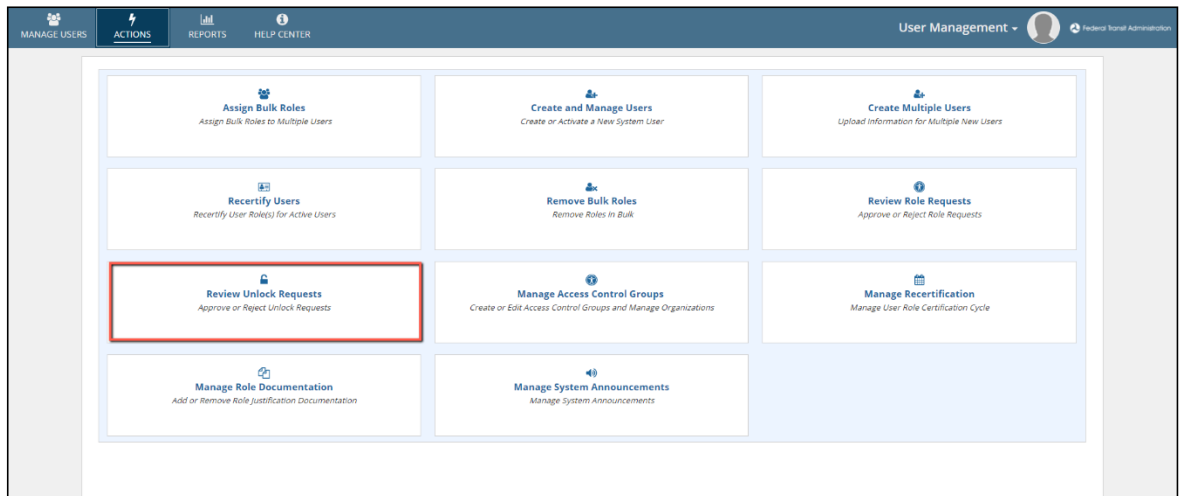 MANAGE USERS
ACTIONS
REPORTS
HELP CENTER
User Management
Federal Transit Administration
Assign Bulk Roles
Assign Bulk Roles to Multiple Users
Create and Manage Users
Create or Activate a New System User
Create Multiple Users
Upload Information for Multiple New Users
Recertify Users
Recertify User Role(s) for Active Users
Remove Bulk Roles
Remove Roles in Bulk
Review Role Requests
Approve or Reject Role Requests
Review Unlock Requests
Approve or Reject Unlock Requests
Manage Access Control Groups
Create or Edit Access Control Groups and Manage Organizations
Manage Recertification
Manage User Role Certification Cycle
Manage Role Documentation
Add or Remove Role Justification Documentation
Manage System Announcements
Manage System Announcements